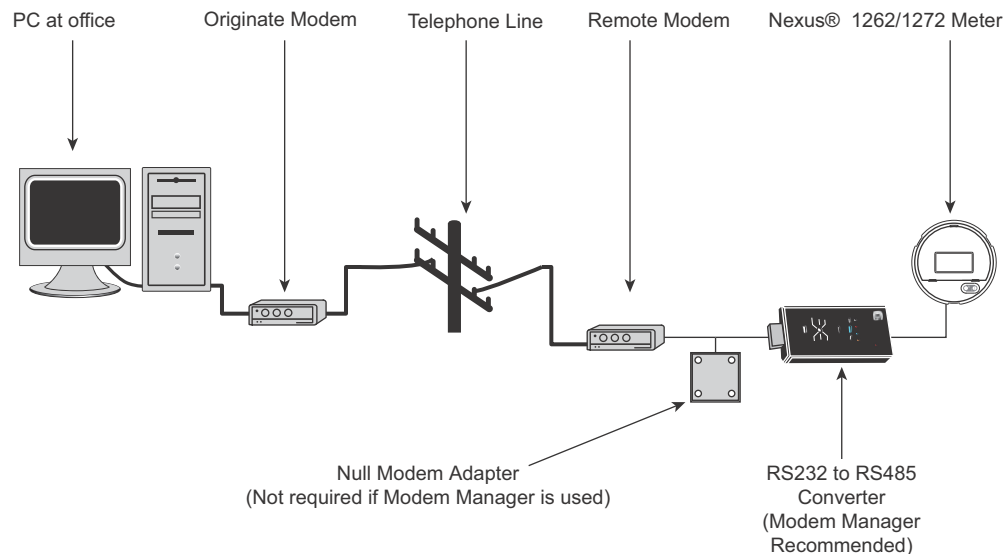 PC at office
Originate Modem
Telephone Line
Remote Modem
Nexus® 1262/1272 Meter
Null Modem Adapter
(Not required if Modem Manager is used)
RS232 to RS485
Converter
(Modem Manager
Recommended)